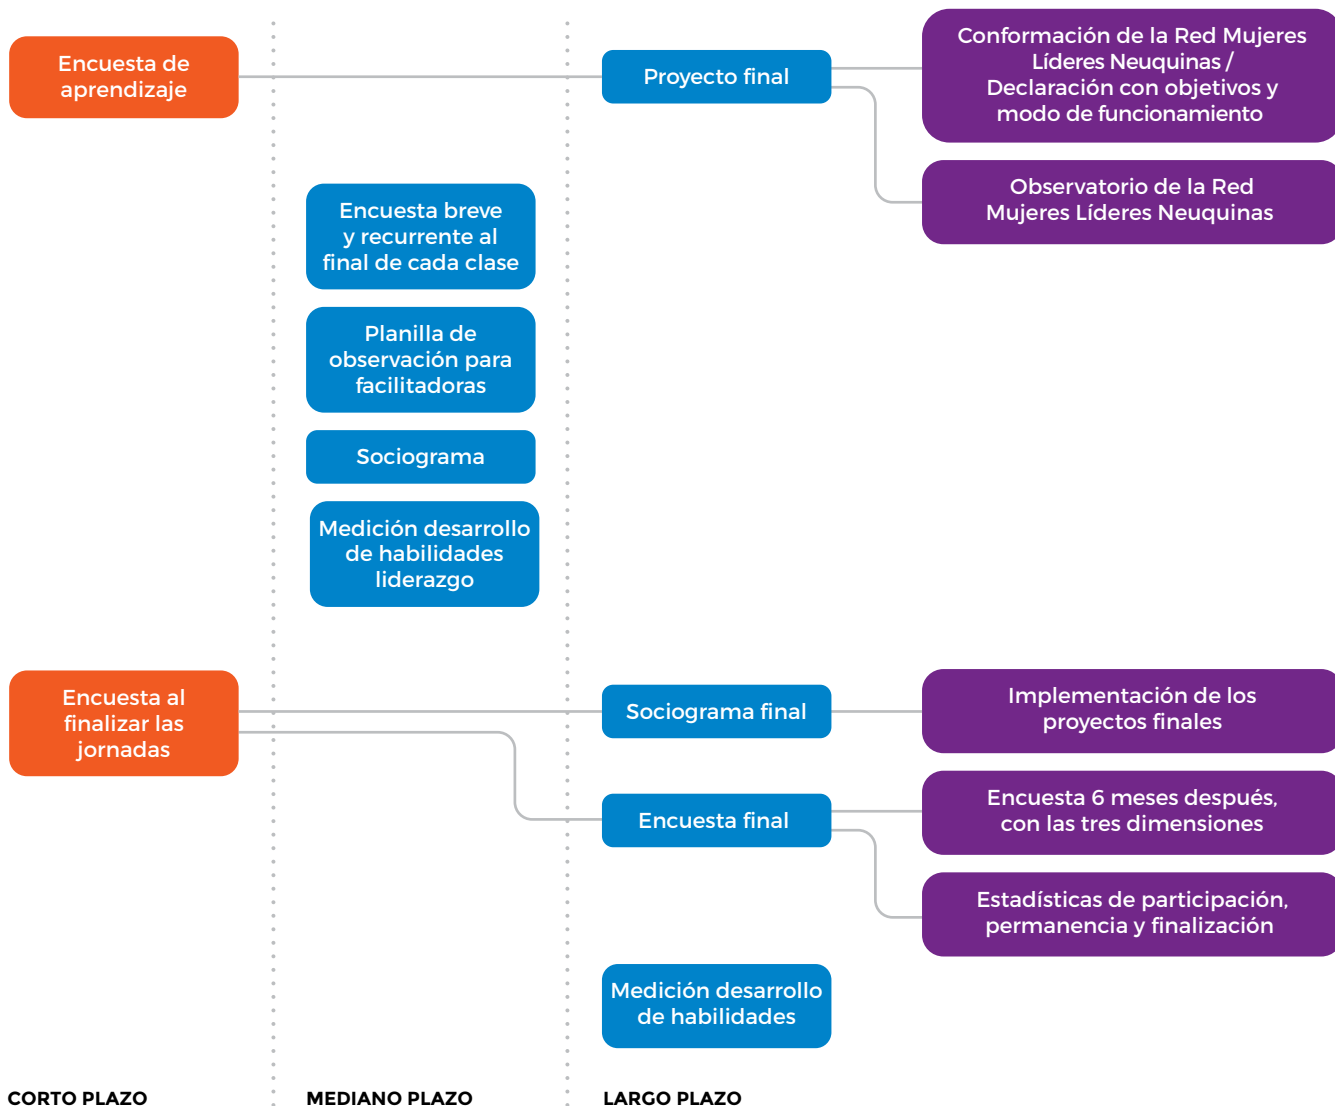 Encuesta de
aprendizaje
Proyecto final
Conformación de la Red Mujeres
Líderes Neuquinas /
Declaración con objetivos y
modo de funcionamiento
Observatorio de la Red
Mujeres Líderes Neuquinas
Encuesta breve
y recurrente al
final de cada clase
Planilla de
observación para
facilitadoras
Sociograma
Medición desarrollo
de habilidades
liderazgo
Encuesta al
finalizar las
jornadas
Sociograma final
Implementación de los
proyectos finales
Encuesta final
Encuesta 6 meses después,
con las tres dimensiones
Estadísticas de participación,
permanencia y finalización
Medición desarrollo
de habilidades
CORTO PLAZO
MEDIANO PLAZO
LARGO PLAZO